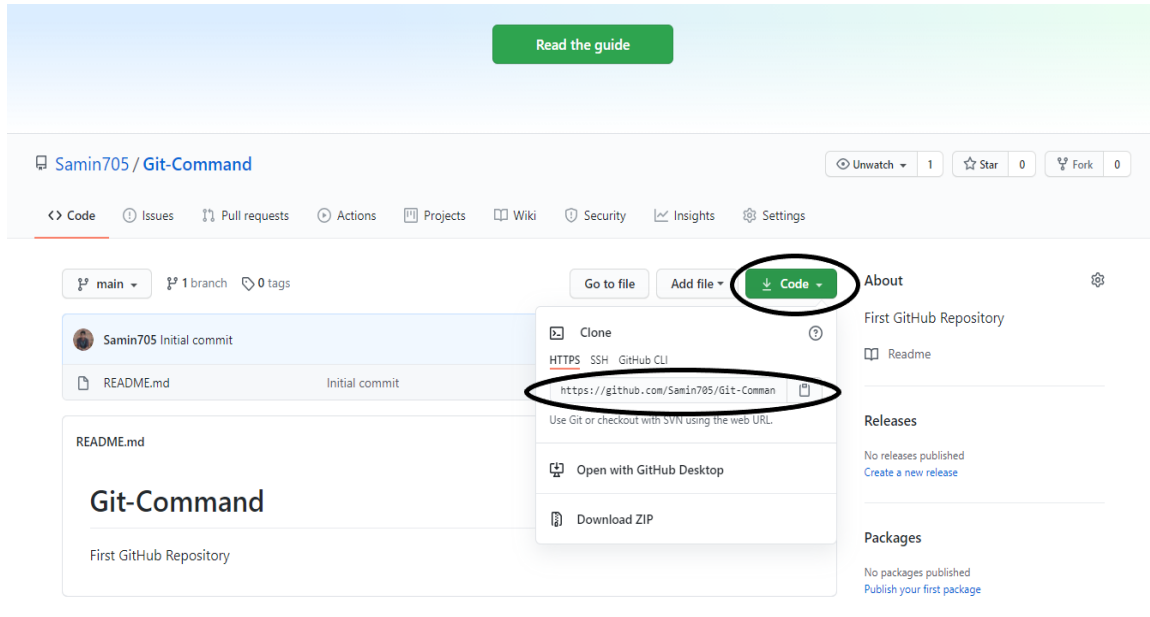 Read the guide
Samin705 / Git-Command
Unwatch 1 Star 0 Fork 0
Code Issues Pull requests Actions Projects Wiki Security Insights Settings
main 1 branch 0 tags Go to file Add file Code
About
First GitHub Repository
Readme
Samin705 Initial commit
README.md Initial commit
Clone
HTTPS SSH GitHub CLI
https://github.com/Samin705/Git-Comman
Use Git or checkout with SVN using the web URL.
Open with GitHub Desktop
Download ZIP
README.md
Git-Command
First GitHub Repository
Releases
No releases published
Create a new release
Packages
No packages published
Publish your first package